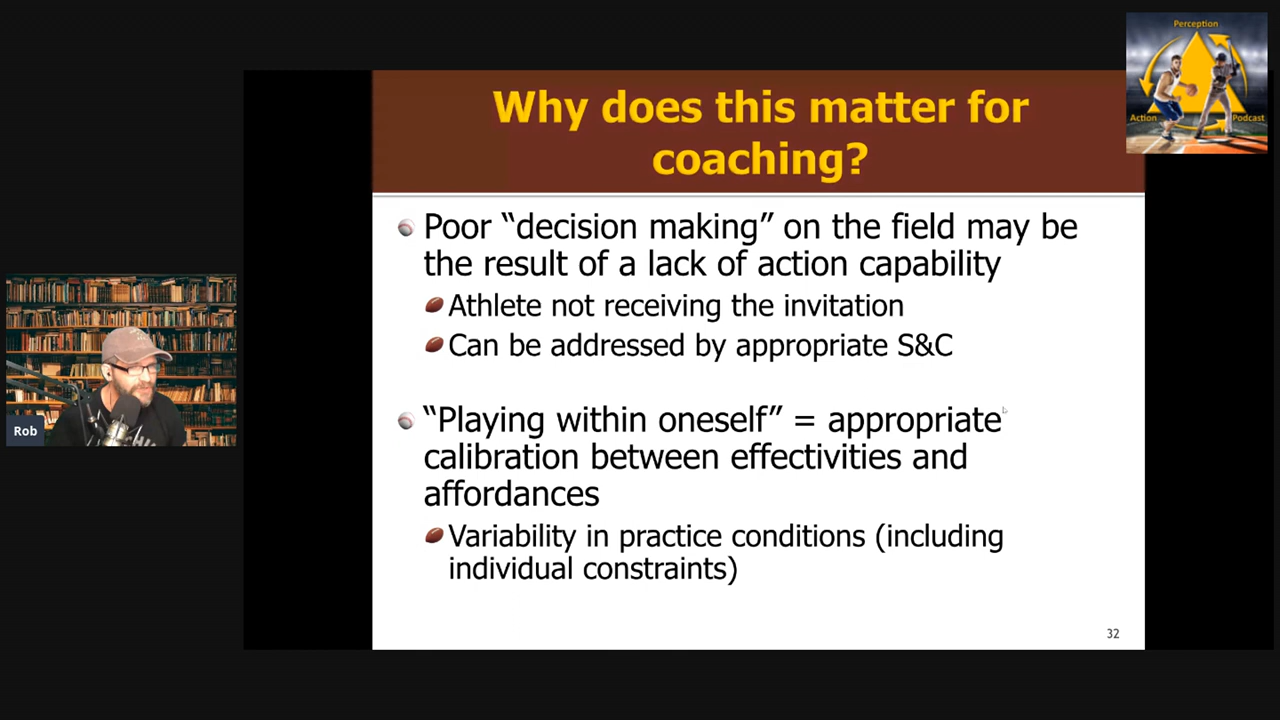 Perception
Action
Podcast
Why does this matter for
coaching?
Poor “decision making” on the field may be
the result of a lack of action capability
Athlete not receiving the invitation
Can be addressed by appropriate S&C
“Playing within oneself” = appropriate
calibration between effectivities and
affordances
Variability in practice conditions (including
individual constraints)
32
Rob